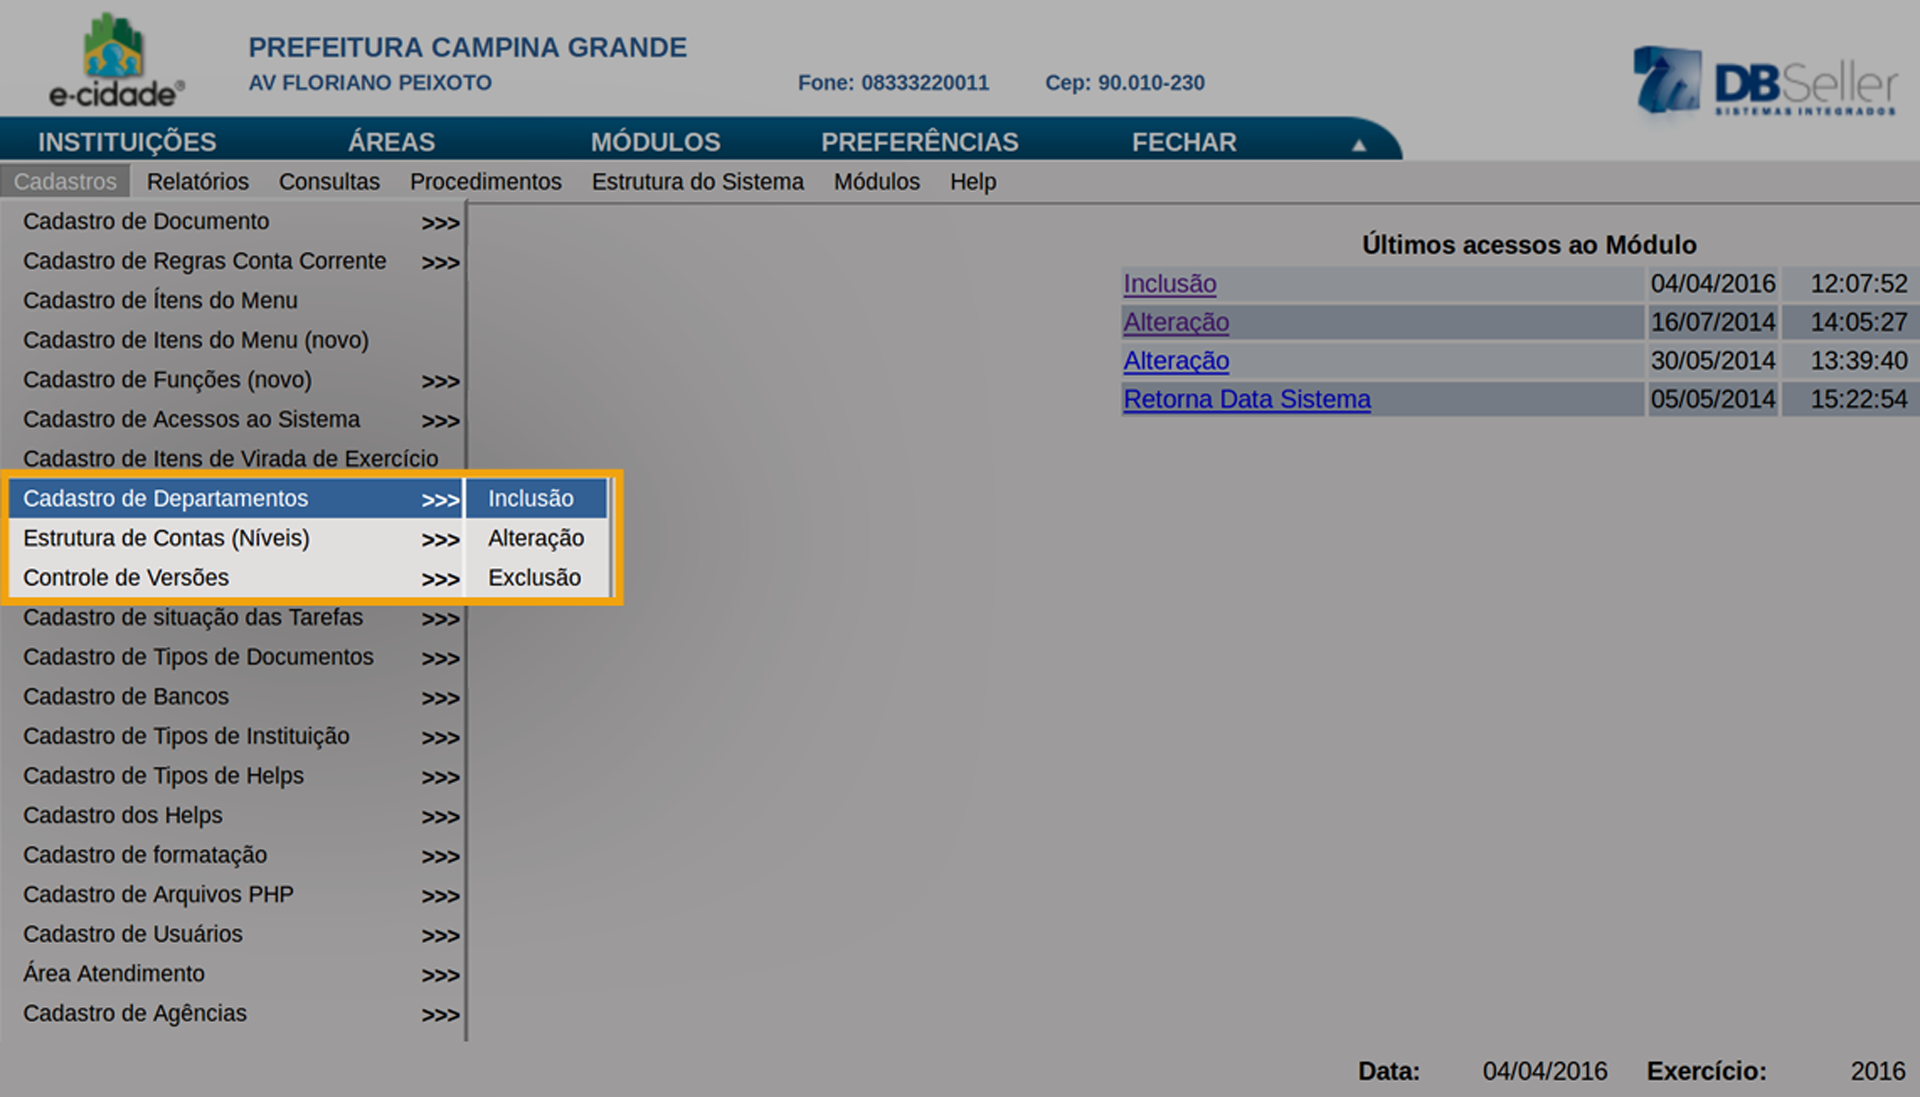 e-cidade®
PREFEITURA CAMPINA GRANDE
AV FLORIANO PEIXOTO Fone: 08333220011 Cep: 90.010-230
DBSeller
SISTEMAS INTEGRADOS
INSTITUIÇÕES ÁREAS MÓDULOS PREFERÊNCIAS FECHAR ▲
Cadastros Relatórios Consultas Procedimentos Estrutura do Sistema Módulos Help
Cadastro de Documento >>>
Cadastro de Regras Conta Corrente >>>
Cadastro de Ítens do Menu
Cadastro de Itens do Menu (novo)
Cadastro de Funções (novo) >>>
Cadastro de Acessos ao Sistema >>>
Cadastro de Itens de Virada de Exercício
Cadastro de Departamentos >>> Inclusão
Estrutura de Contas (Níveis) >>> Alteração
Controle de Versões >>> Exclusão
Cadastro de situação das Tarefas >>>
Cadastro de Tipos de Documentos >>>
Cadastro de Bancos >>>
Cadastro de Tipos de Instituição >>>
Cadastro de Tipos de Helps >>>
Cadastro dos Helps >>>
Cadastro de formatação >>>
Cadastro de Arquivos PHP >>>
Cadastro de Usuários >>>
Área Atendimento >>>
Cadastro de Agências >>>
Últimos acessos ao Módulo
Inclusão 04/04/2016 12:07:52
Alteração 16/07/2014 14:05:27
Alteração 30/05/2014 13:39:40
Retorna Data Sistema 05/05/2014 15:22:54
Data: 04/04/2016 Exercício: 2016